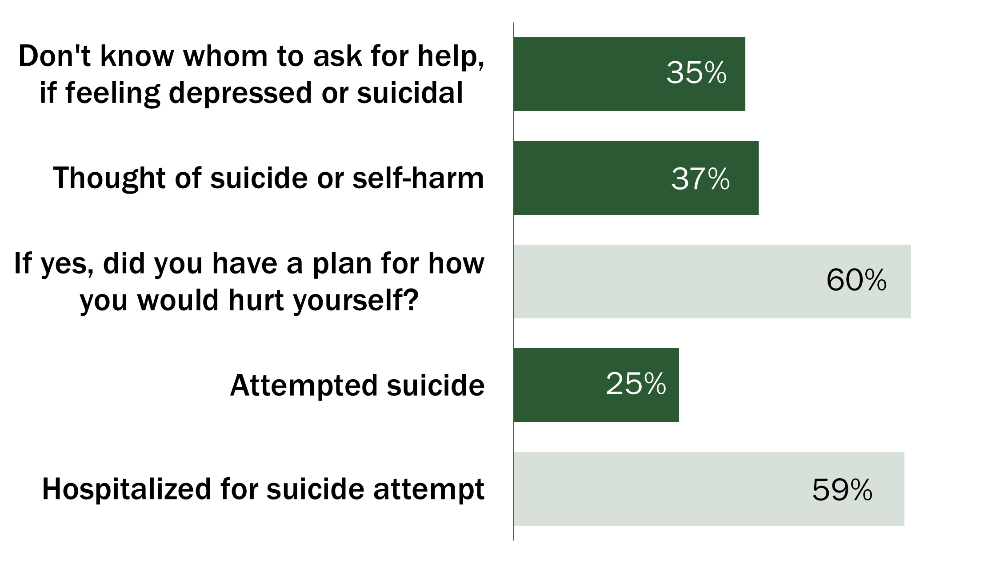 Don't know whom to ask for help,
if feeling depressed or suicidal
35%
Thought of suicide or self-harm
37%
If yes, did you have a plan for how
you would hurt yourself?
60%
Attempted suicide
25%
Hospitalized for suicide attempt
59%